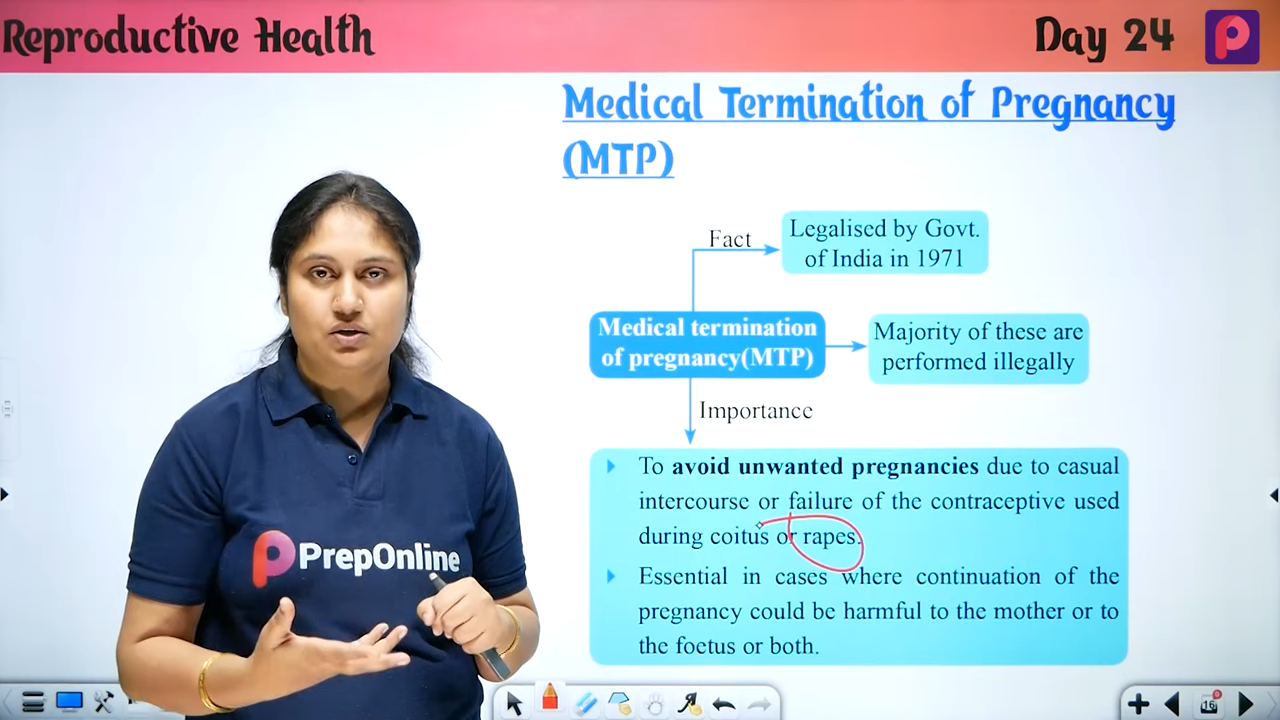 Reproductive Health
Day 24
Medical Termination of Pregnancy
(MTP)
Fact
Legalised by Govt.
of India in 1971
Medical termination
of pregnancy(MTP)
Majority of these are
performed illegally
Importance
To avoid unwanted pregnancies due to casual
intercourse or failure of the contraceptive used
during coitus or rapes.
Essential in cases where continuation of the
pregnancy could be harmful to the mother or to
the foetus or both.
PrepOnline
16